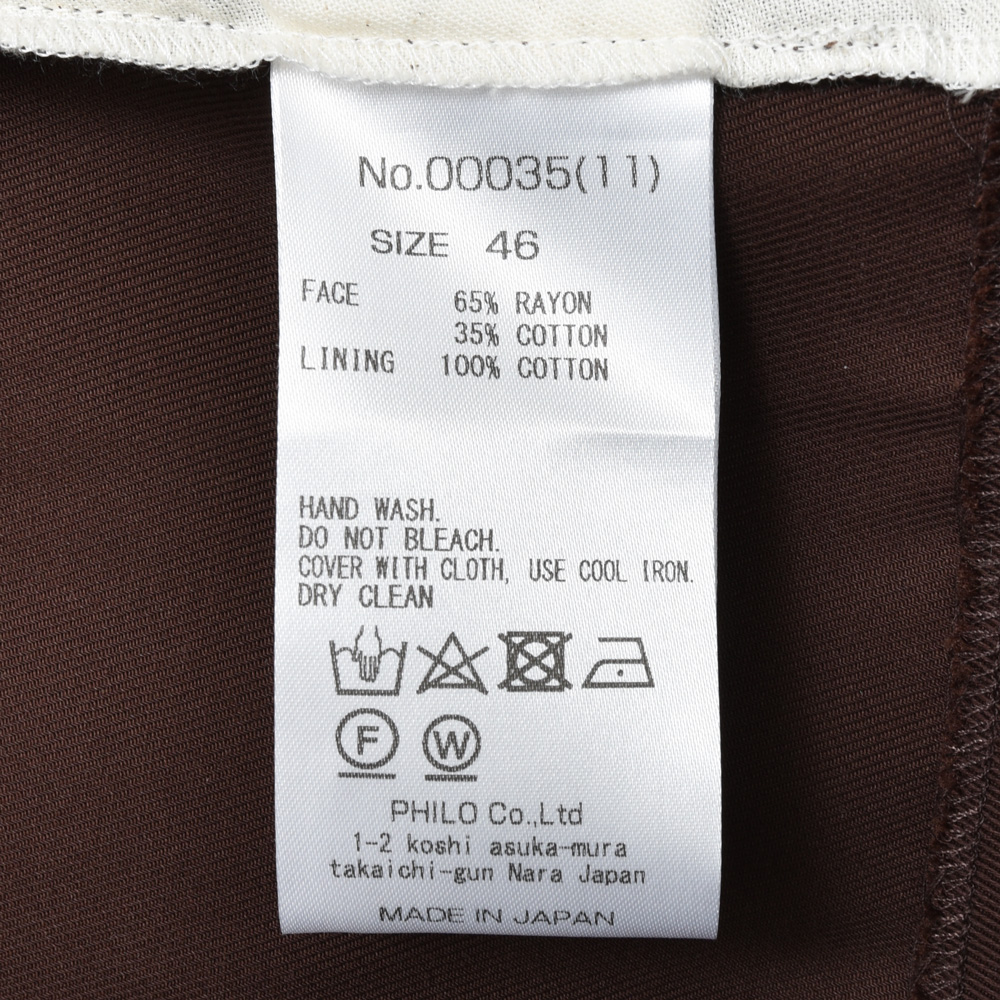 No.00035(11)
SIZE 46
FACE 65% RAYON
35% COTTON
LINING 100% COTTON
HAND WASH.
DO NOT BLEACH.
COVER WITH CLOTH, USE COOL IRON.
DRY CLEAN
F W
PHILO Co.,Ltd
1-2 koshi asuka-mura
takaichi-gun Nara Japan
MADE IN JAPAN